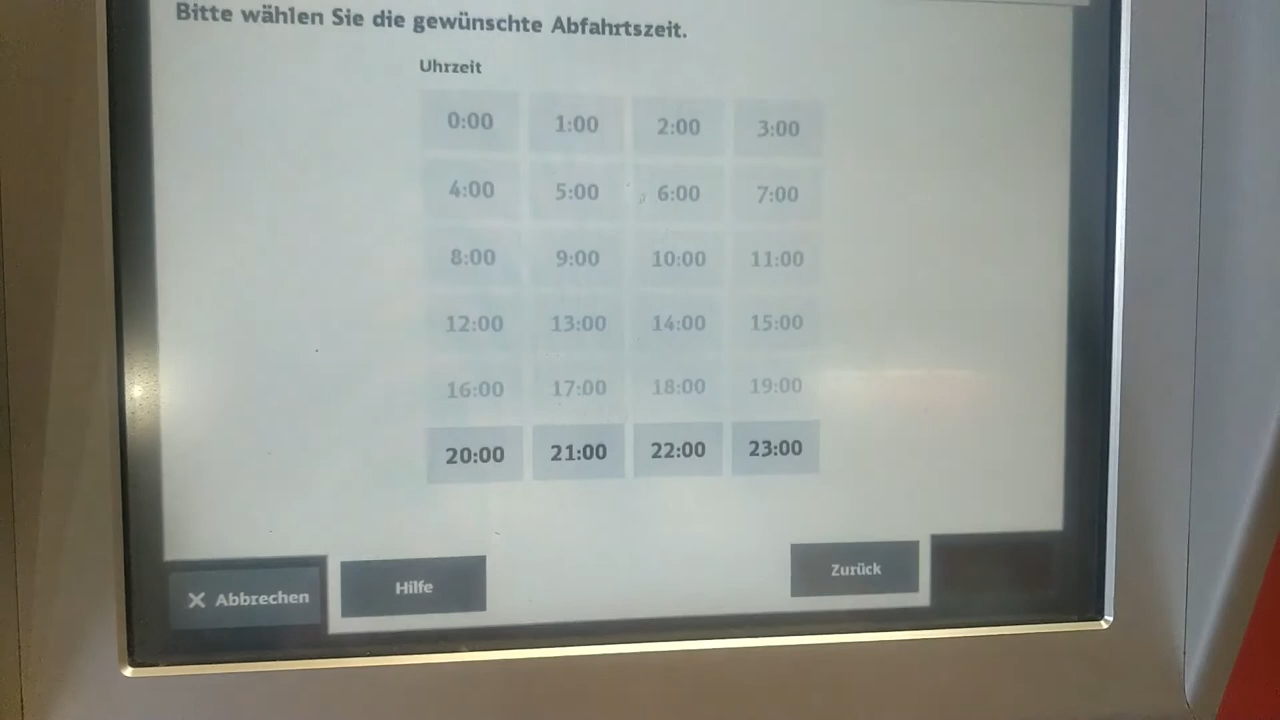 Bitte wählen Sie die gewünschte Abfahrtszeit.
Uhrzeit
0:00 1:00 2:00 3:00
4:00 5:00 6:00 7:00
8:00 9:00 10:00 11:00
12:00 13:00 14:00 15:00
16:00 17:00 18:00 19:00
20:00 21:00 22:00 23:00
X Abbrechen Hilfe Zurück